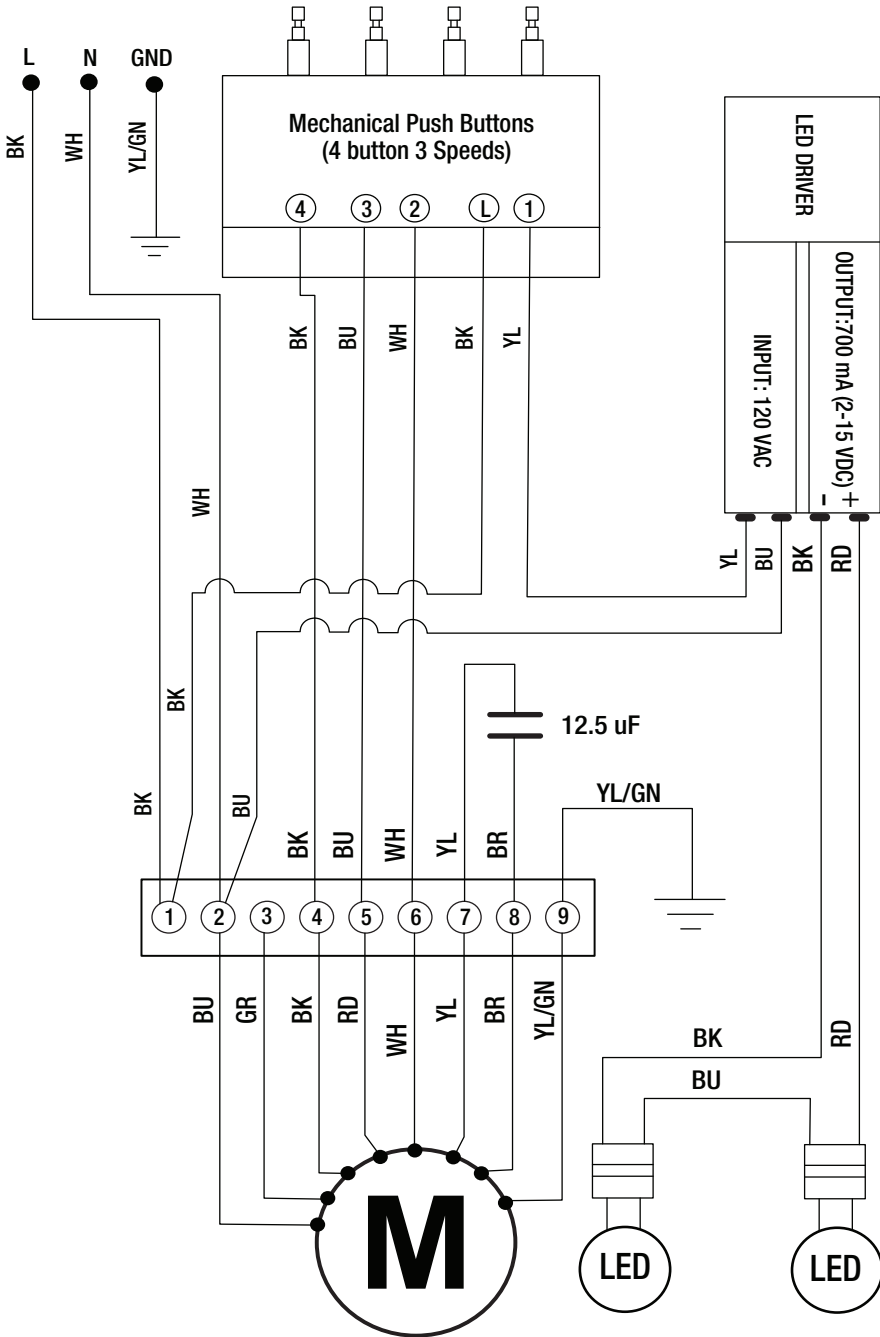 L N GND
BK
WH
YL/GN
Mechanical Push Buttons
(4 button 3 Speeds)
4 3 2 L 1
BK
BU
WH
BK
YL
LED DRIVER
INPUT: 120 VAC
OUTPUT:700 mA (2-15 VDC)
- +
YL
BU
BK
RD
WH
BK
BK
BU
12.5 uF
BK
BU
WH
YL
BR
YL/GN
1 2 3 4 5 6 7 8 9
BU
GR
BK
RD
WH
YL
BR
YL/GN
BK
BU
RD
M
LED
LED